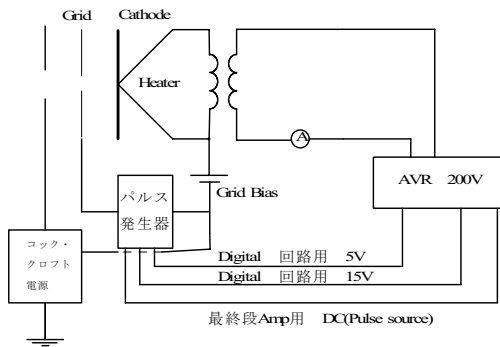 Grid
Cathode
Heater
A
AVR 200V
パルス
発生器
Grid Bias
コック・
クロフト
電源
Digital 回路用 5V
Digital 回路用 15V
最終段Amp用 DC(Pulse source)